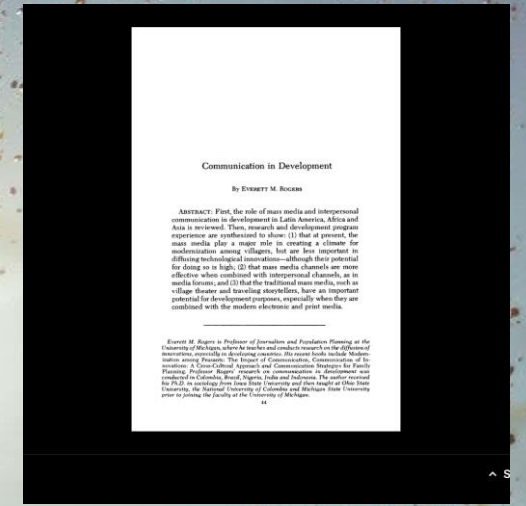 Communication in Development
By EVERETT M. ROGERS
ABSTRACT: First, the role of mass media and interpersonal
communication in development in Latin America, Africa and
Asia is reviewed. Then, research and development program
experience are synthesized to show: (1) that at present, the
mass media play a major role in creating a climate for
modernization among villagers, but are less important in
diffusing technological innovations—although their potential
for doing so is high; (2) that mass media channels are more
effective when combined with interpersonal channels, as in
media forums; and (3) that the traditional mass media, such as
village theater and traveling storytellers, have an important
potential for development purposes, especially when they are
combined with the modern electronic and print media.
Everett M. Rogers is Professor of Journalism and Population Planning at the
University of Michigan, where he teaches and conducts research on the diffusion of
innovations, especially in developing countries. His recent books include Modern-
ization among Peasants: The Impact of Communication, Communication of In-
novations: A Cross-Cultural Approach and Communication Strategies for Family
Planning. Professor Rogers' research on communication in development was
conducted in Colombia, Brazil, Nigeria, India and Indonesia. The author received
his Ph.D. in sociology from Iowa State University and then taught at Ohio State
University, the National University of Colombia and Michigan State University
prior to joining the faculty at the University of Michigan.
44
S